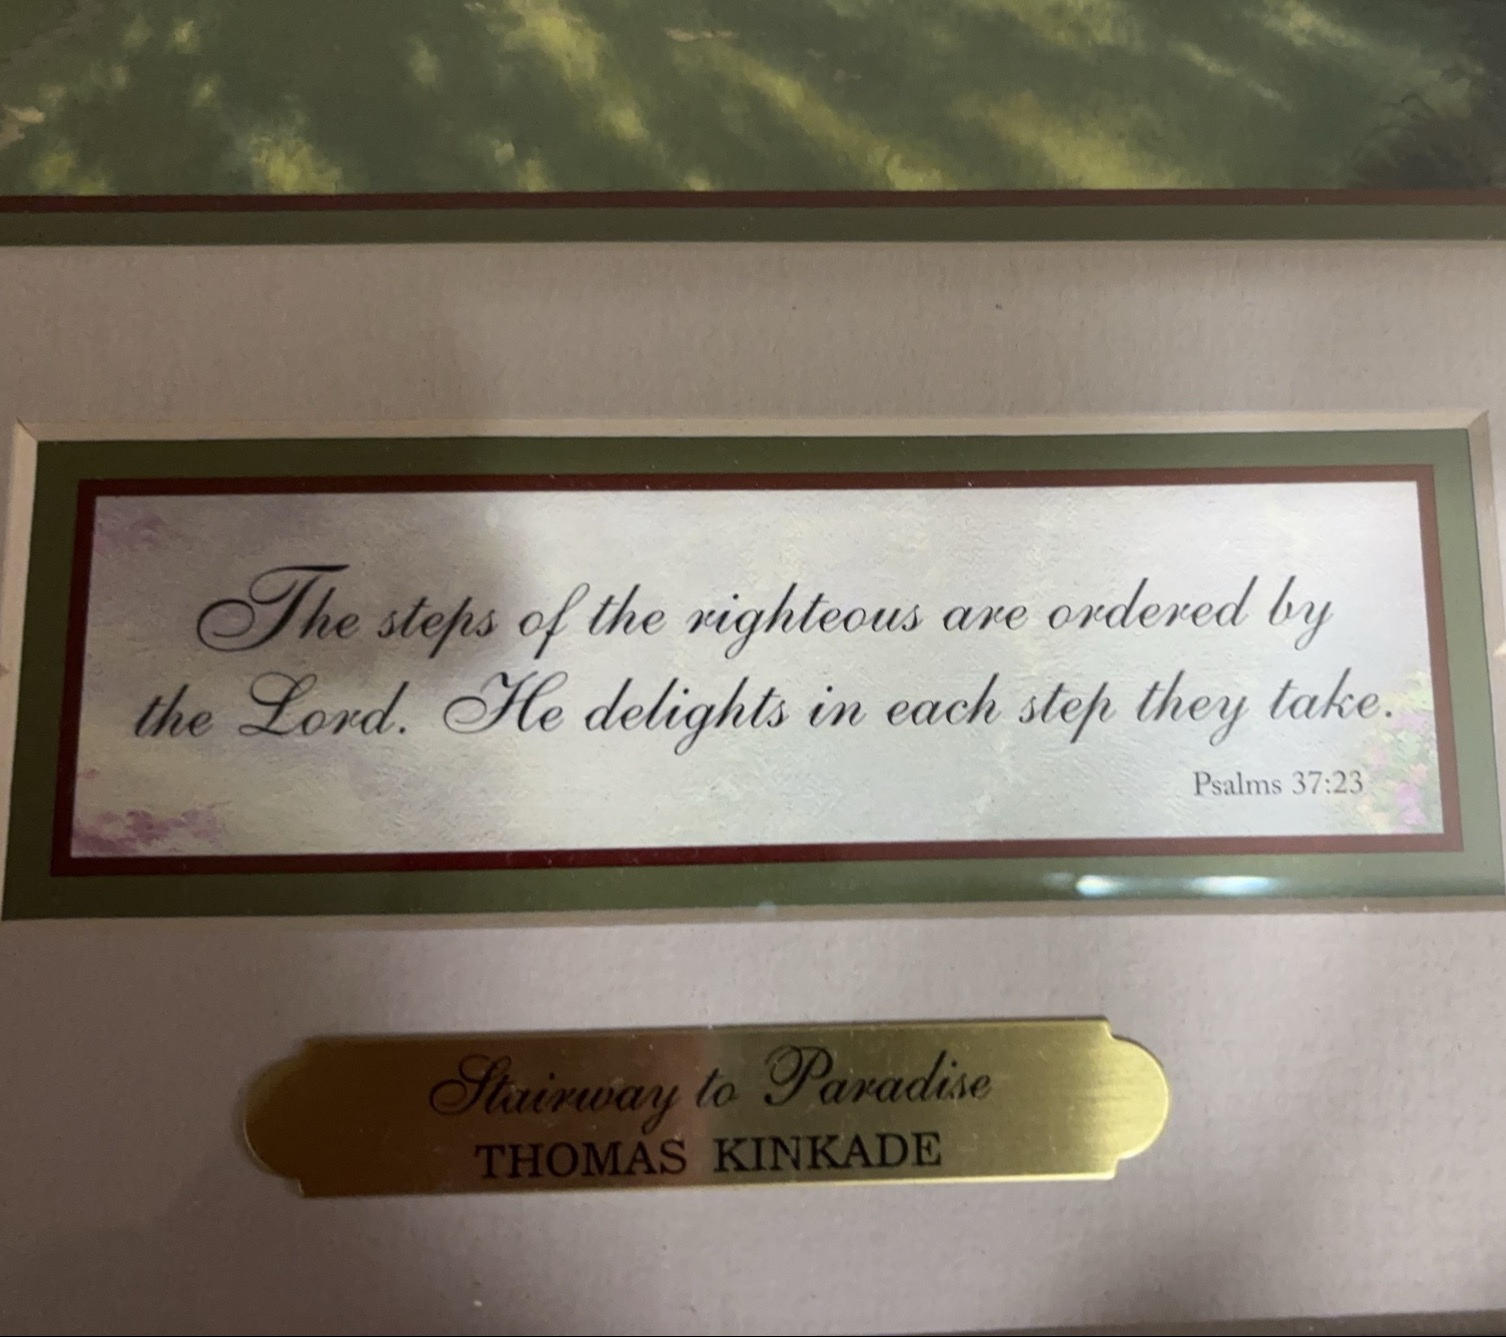 The steps of the righteous are ordered by
the Lord. He delights in each step they take.
Psalms 37:23
Stairway to Paradise
THOMAS KINKADE